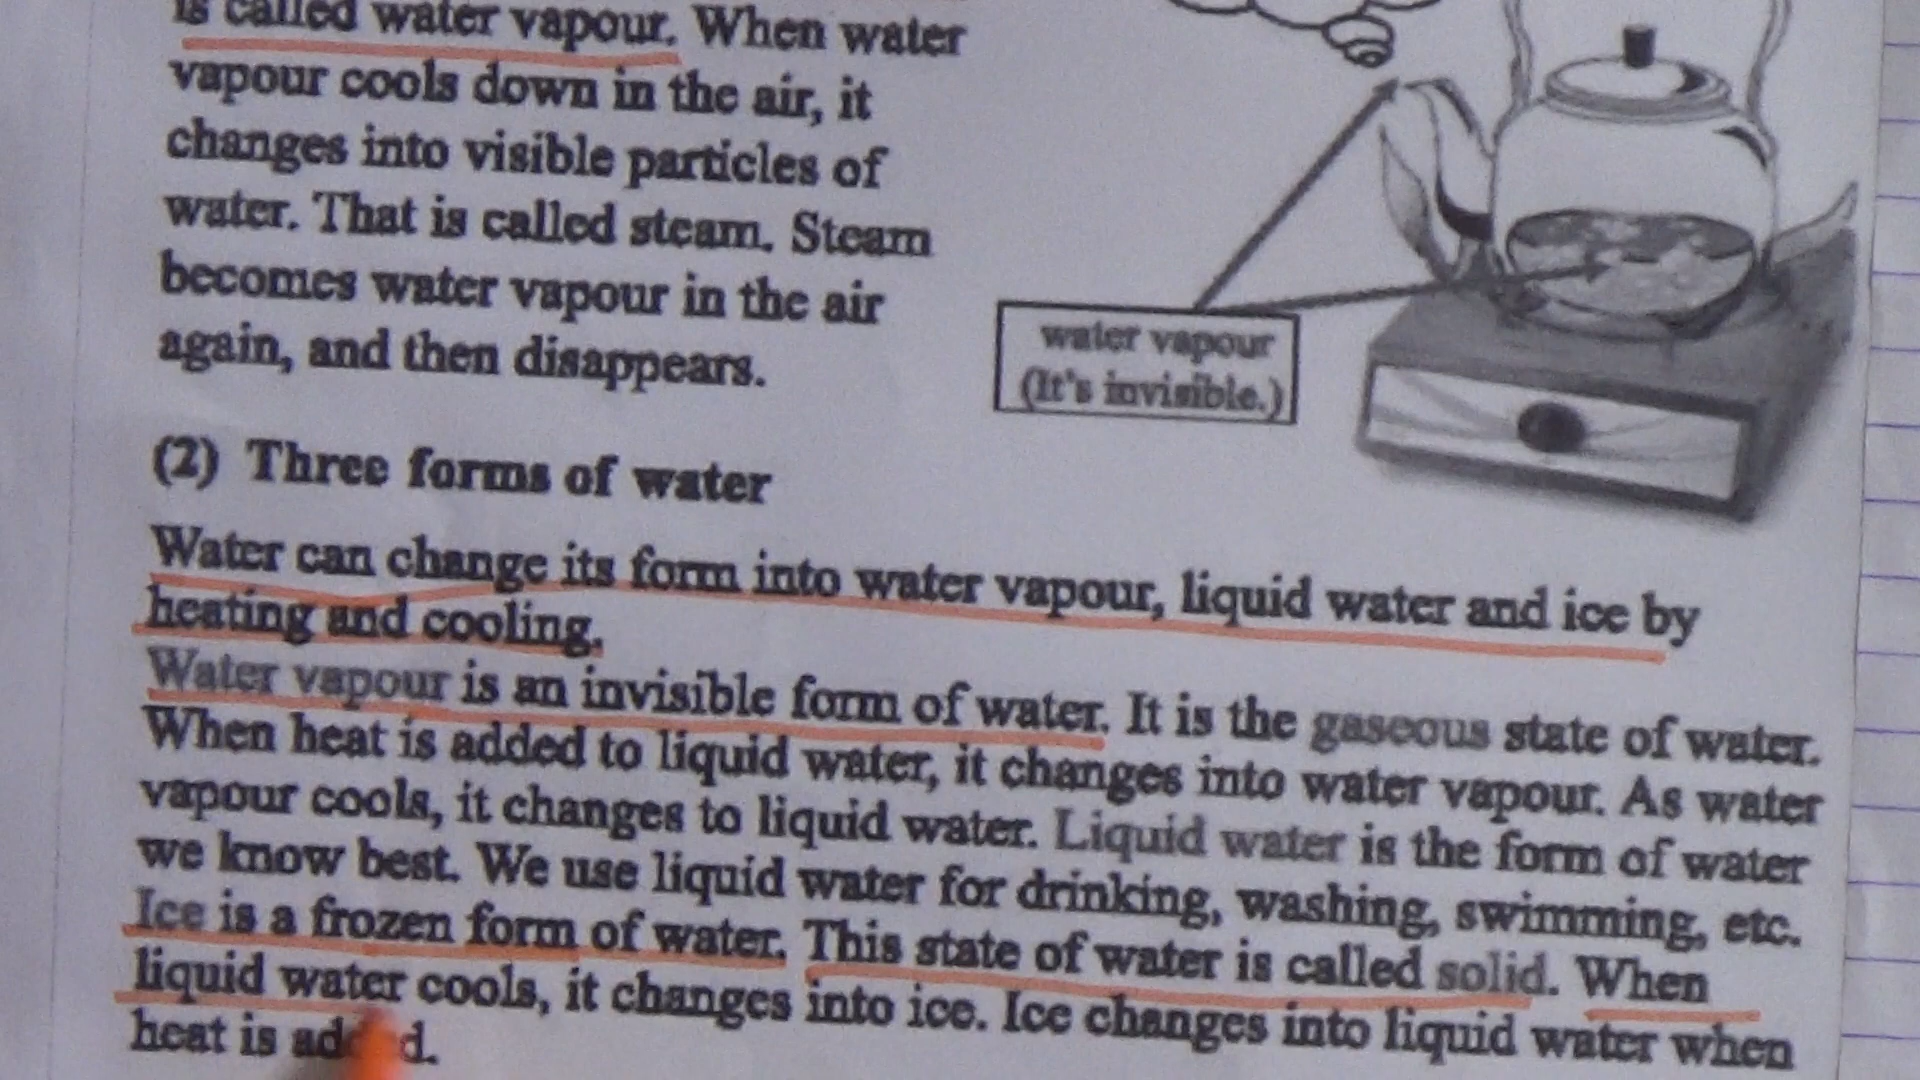 is called water vapour. When water
vapour cools down in the air, it
changes into visible particles of
water. That is called steam. Steam
becomes water vapour in the air
again, and then disappears.
water vapour
(It's invisible.)
(2) Three forms of water
Water can change its form into water vapour, liquid water and ice by
heating and cooling.
Water vapour is an invisible form of water. It is the gaseous state of water.
When heat is added to liquid water, it changes into water vapour. As water
vapour cools, it changes to liquid water. Liquid water is the form of water
we know best. We use liquid water for drinking, washing, swimming, etc.
Ice is a frozen form of water. This state of water is called solid. When
liquid water cools, it changes into ice. Ice changes into liquid water when
heat is added.